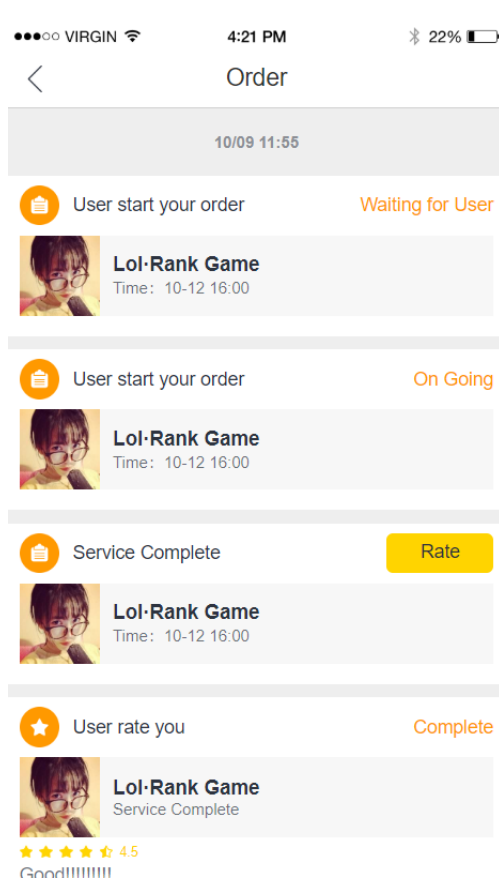 VIRGIN 4:21 PM 22%
Order
10/09 11:55
User start your order Waiting for User
Lol·Rank Game
Time：10-12 16:00
User start your order On Going
Lol·Rank Game
Time：10-12 16:00
Service Complete Rate
Lol·Rank Game
Time：10-12 16:00
User rate you Complete
Lol·Rank Game
Service Complete
4.5
Good!!!!!!!!!